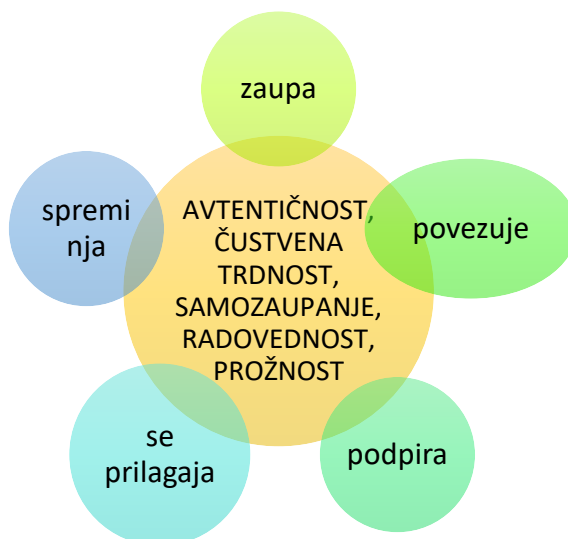 zaupa
spremi
nja
AVTENTIČNOST,
ČUSTVENA
TRDNOST,
SAMOZAUPANJE,
RADOVEDNOST,
PROŽNOST
povezuje
se
prilagaja
podpira